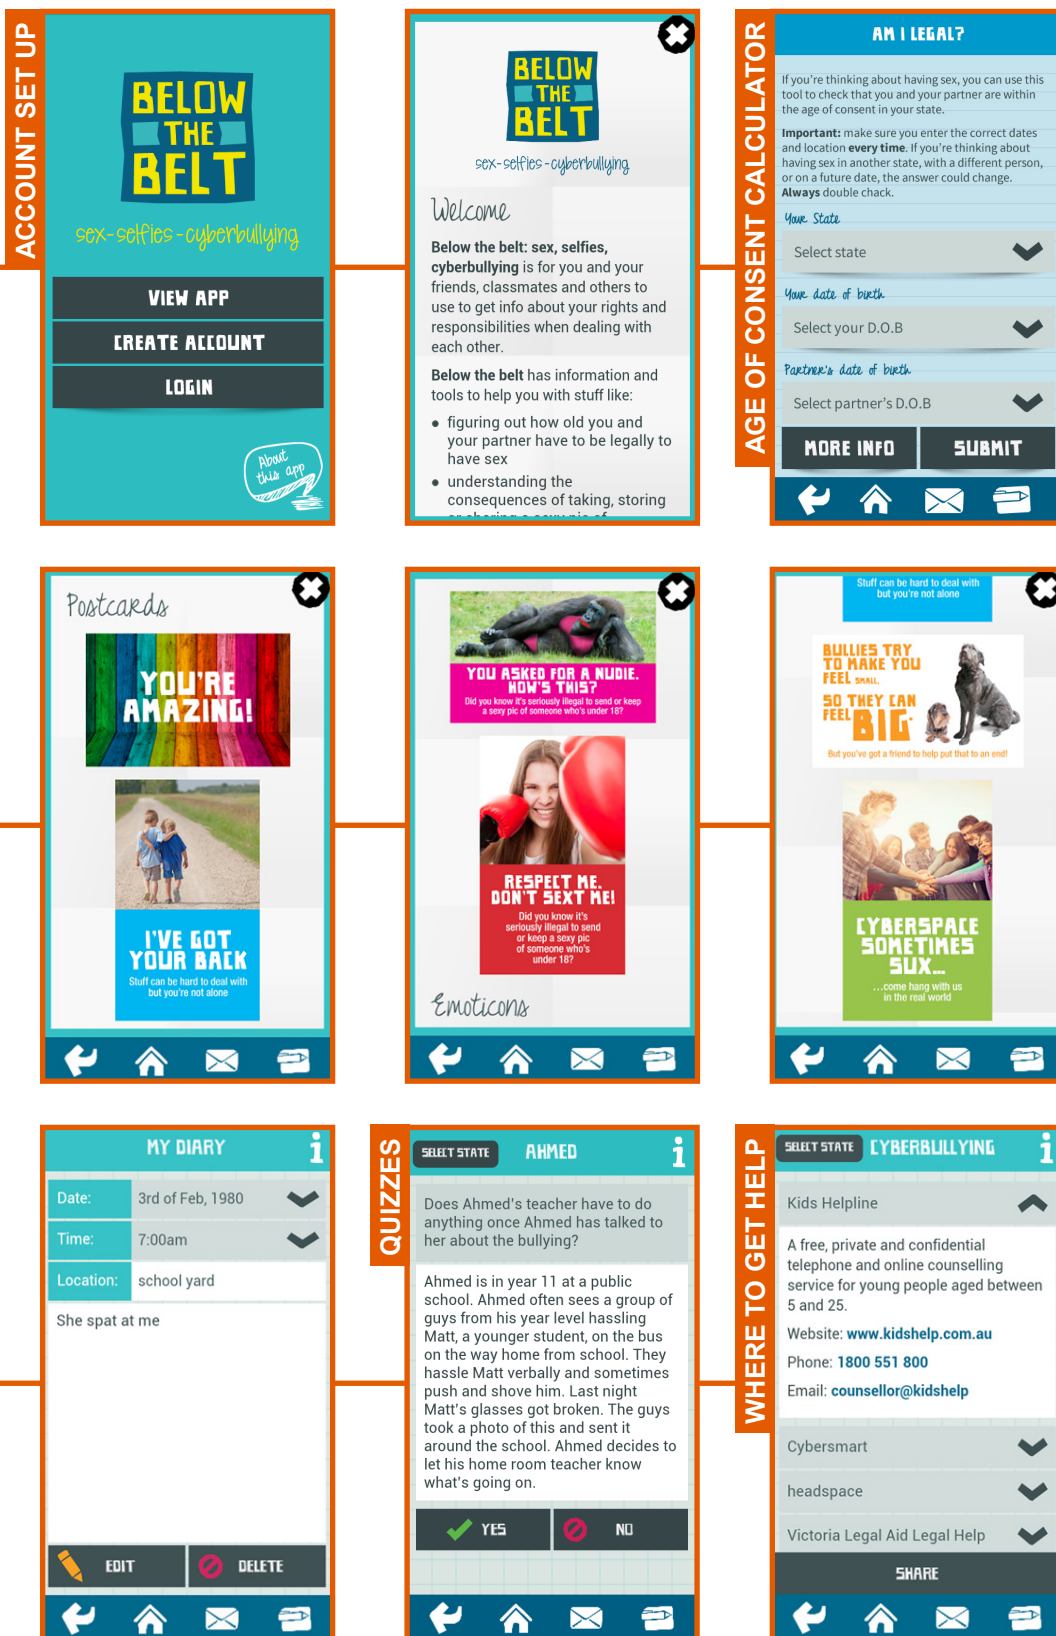 ACCOUNT SET UP
BELOW
THE
BELT
sex-selfies-cyberbullying
VIEW APP
CREATE ACCOUNT
LOGIN
About
this app
BELOW
THE
BELT
sex-selfies-cyberbullying
Welcome
Below the belt: sex, selfies,
cyberbullying is for you and your
friends, classmates and others to
use to get info about your rights and
responsibilities when dealing with
each other.
Below the belt has information and
tools to help you with stuff like:
• figuring out how old you and
your partner have to be legally to
have sex
• understanding the
consequences of taking, storing
or sharing a sexy pic of
AGE OF CONSENT CALCULATOR
AM I LEGAL?
If you're thinking about having sex, you can use this
tool to check that you and your partner are within
the age of consent in your state.
Important: make sure you enter the correct dates
and location every time. If you're thinking about
having sex in another state, with a different person,
or on a future date, the answer could change.
Always double chack.
Your State
Select state
Your date of birth
Select your D.O.B
Partner's date of birth
Select partner's D.O.B
MORE INFO
SUBMIT
Postcards
YOU'RE
AMAZING!
I'VE GOT
YOUR BACK
Stuff can be hard to deal with
but you're not alone
YOU ASKED FOR A NUDIE.
HOW'S THIS?
Did you know it's seriously illegal to send or keep
a sexy pic of someone who's under 18?
RESPECT ME.
DON'T SEXT ME!
Did you know it's
seriously illegal to send
or keep a sexy pic
of someone who's
under 18?
Emoticons
Stuff can be hard to deal with
but you're not alone
BULLIES TRY
TO MAKE YOU
FEEL SMALL,
SO THEY CAN
FEEL BIG.
But you've got a friend to help put that to an end!
CYBERSPACE
SOMETIMES
SUX...
...come hang with us
in the real world
MY DIARY
i
Date: 3rd of Feb, 1980
Time: 7:00am
Location: school yard
She spat at me
EDIT
DELETE
QUIZZES
SELECT STATE
AHMED
i
Does Ahmed's teacher have to do
anything once Ahmed has talked to
her about the bullying?
Ahmed is in year 11 at a public
school. Ahmed often sees a group of
guys from his year level hassling
Matt, a younger student, on the bus
on the way home from school. They
hassle Matt verbally and sometimes
push and shove him. Last night
Matt's glasses got broken. The guys
took a photo of this and sent it
around the school. Ahmed decides to
let his home room teacher know
what's going on.
YES
NO
WHERE TO GET HELP
SELECT STATE
CYBERBULLYING
i
Kids Helpline
A free, private and confidential
telephone and online counselling
service for young people aged between
5 and 25.
Website: www.kidshelp.com.au
Phone: 1800 551 800
Email: counsellor@kidshelp
Cybersmart
headspace
Victoria Legal Aid Legal Help
SHARE